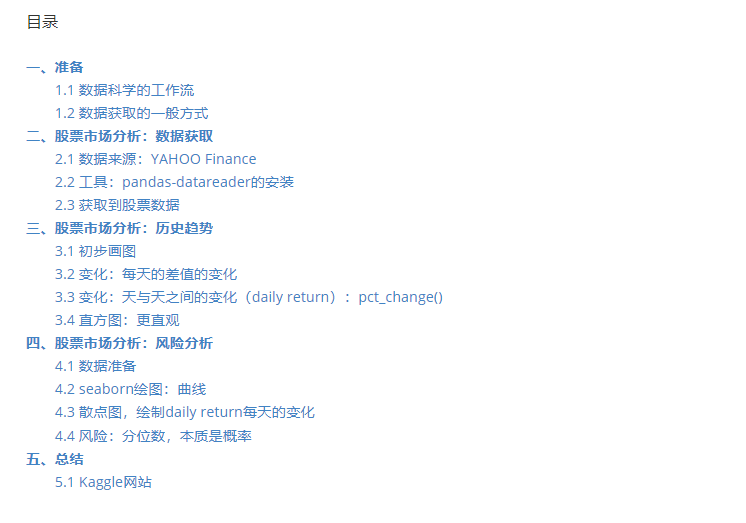 目录
一、准备
1.1 数据科学的工作流
1.2 数据获取的一般方式
二、股票市场分析：数据获取
2.1 数据来源：YAHOO Finance
2.2 工具：pandas-datareader的安装
2.3 获取到股票数据
三、股票市场分析：历史趋势
3.1 初步画图
3.2 变化：每天的差值的变化
3.3 变化：天与天之间的变化（daily return）：pct_change()
3.4 直方图：更直观
四、股票市场分析：风险分析
4.1 数据准备
4.2 seaborn绘图：曲线
4.3 散点图，绘制daily return每天的变化
4.4 风险：分位数，本质是概率
五、总结
5.1 Kaggle网站